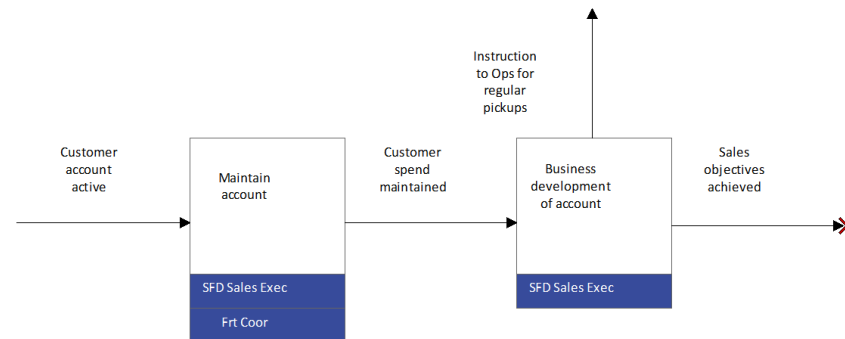 Instruction
to Ops for
regular
pickups
Customer
account
active
Maintain
account
Customer
spend
maintained
Business
development
of account
Sales
objectives
achieved
SFD Sales Exec
Frt Coor
SFD Sales Exec